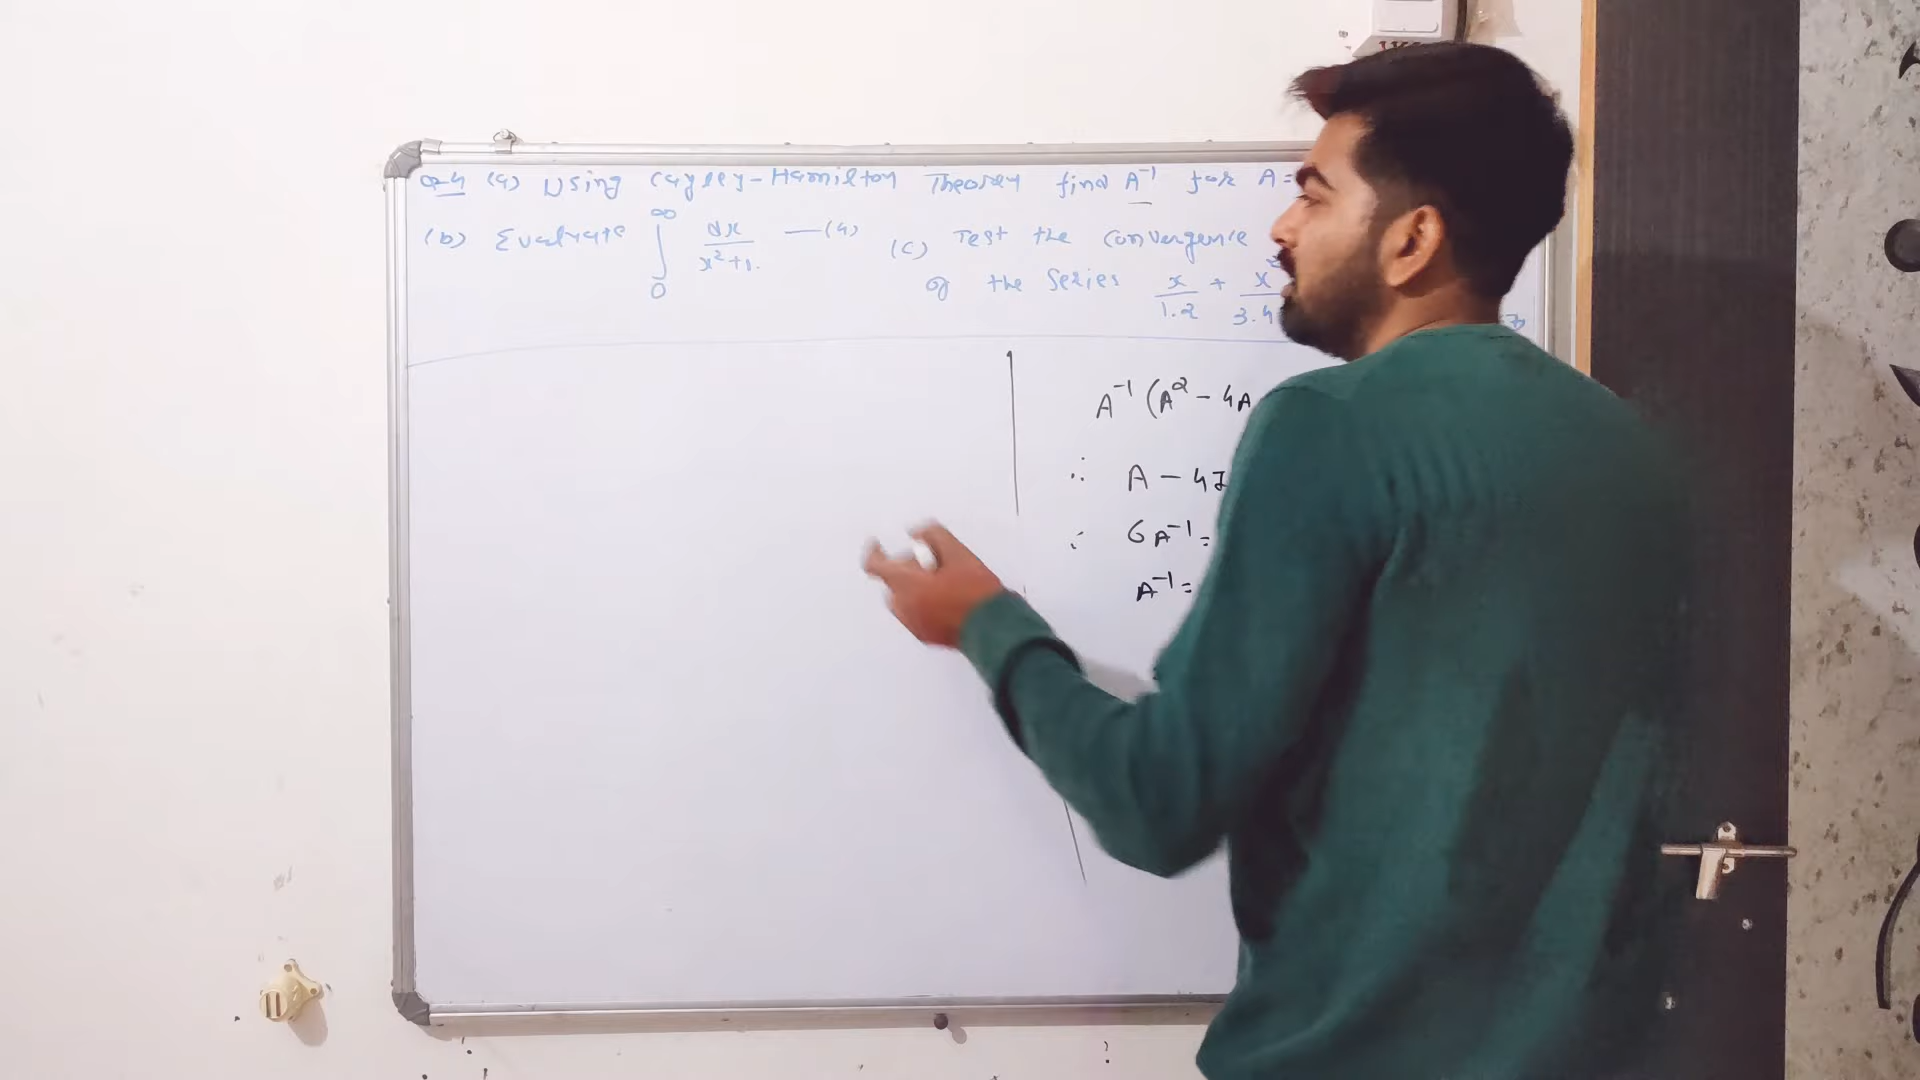 Q-4 (a) Using Cayley-Hamilton Theorem find A⁻¹ for A =
(b) Evaluate ∫₀^∞ dx/(x²+1) —(4)
(c) Test the convergence
of the Series x/1.2 + x²/3.4
A⁻¹(A² - 4A
∴ A - 4I
∴ 6A⁻¹ =
A⁻¹ =